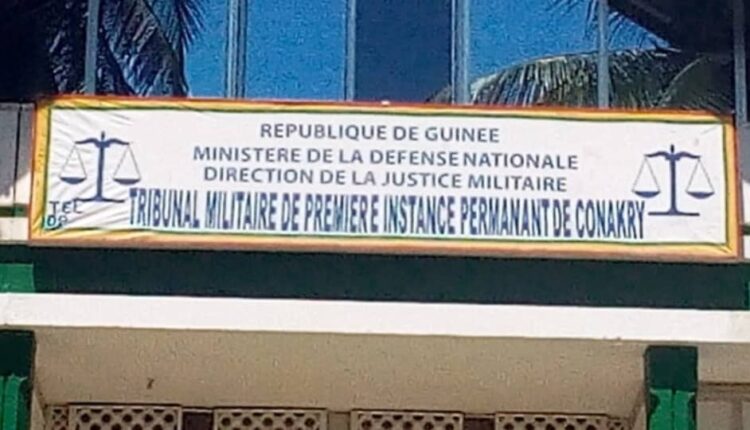 REPUBLIQUE DE GUINEE
MINISTERE DE LA DEFENSE NATIONALE
DIRECTION DE LA JUSTICE MILITAIRE
TRIBUNAL MILITAIRE DE PREMIERE INSTANCE PERMANANT DE CONAKRY
TEL